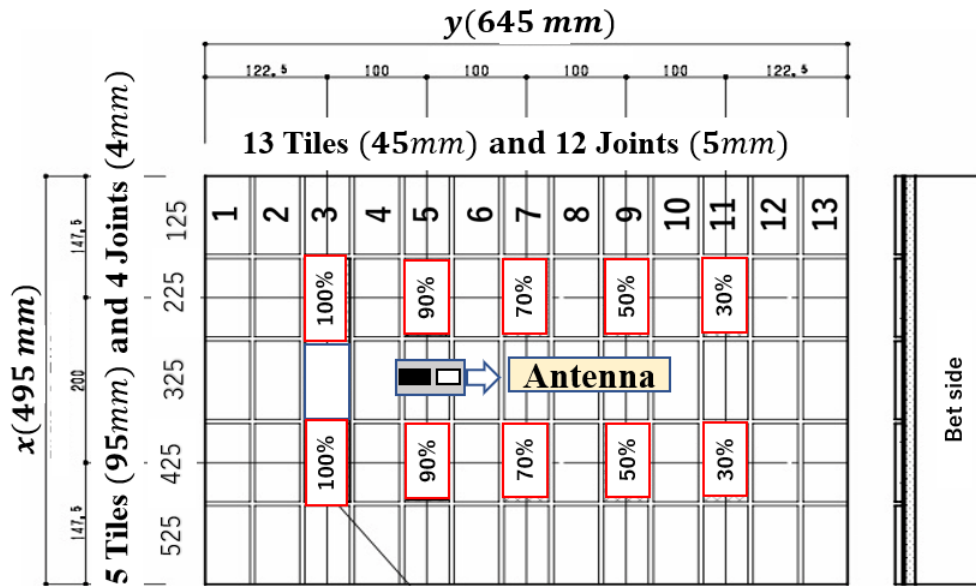 y(645 mm)
122,5 100 100 100 100 122,5
13 Tiles (45mm) and 12 Joints (5mm)
x(495 mm)
147,5 200 147,5
5 Tiles (95mm) and 4 Joints (4mm)
125 225 325 425 525
1 2 3 4 5 6 7 8 9 10 11 12 13
100% 90% 70% 50% 30%
Antenna
100% 90% 70% 50% 30%
Bet side